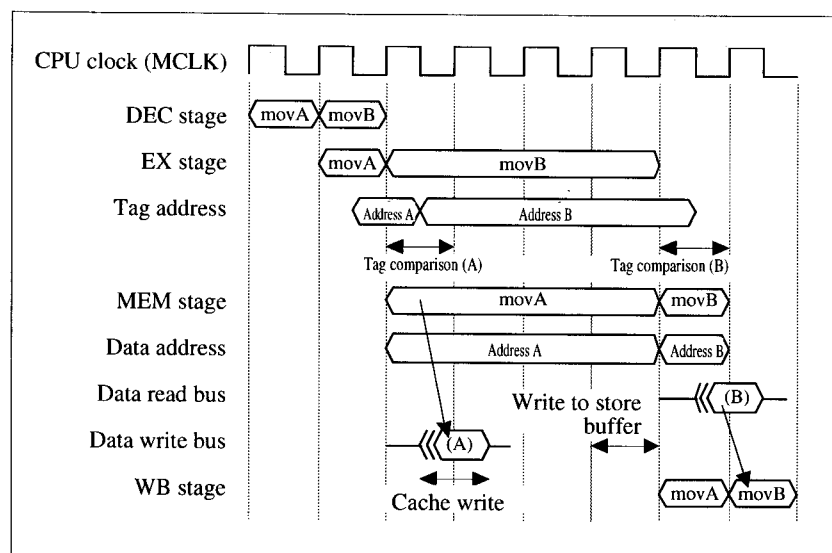 CPU clock (MCLK)
DEC stage movA movB
EX stage movA movB
Tag address Address A Address B
Tag comparison (A) Tag comparison (B)
MEM stage movA movB
Data address Address A Address B
Data read bus (B)
Write to store
buffer
Data write bus (A)
Cache write
WB stage movA movB